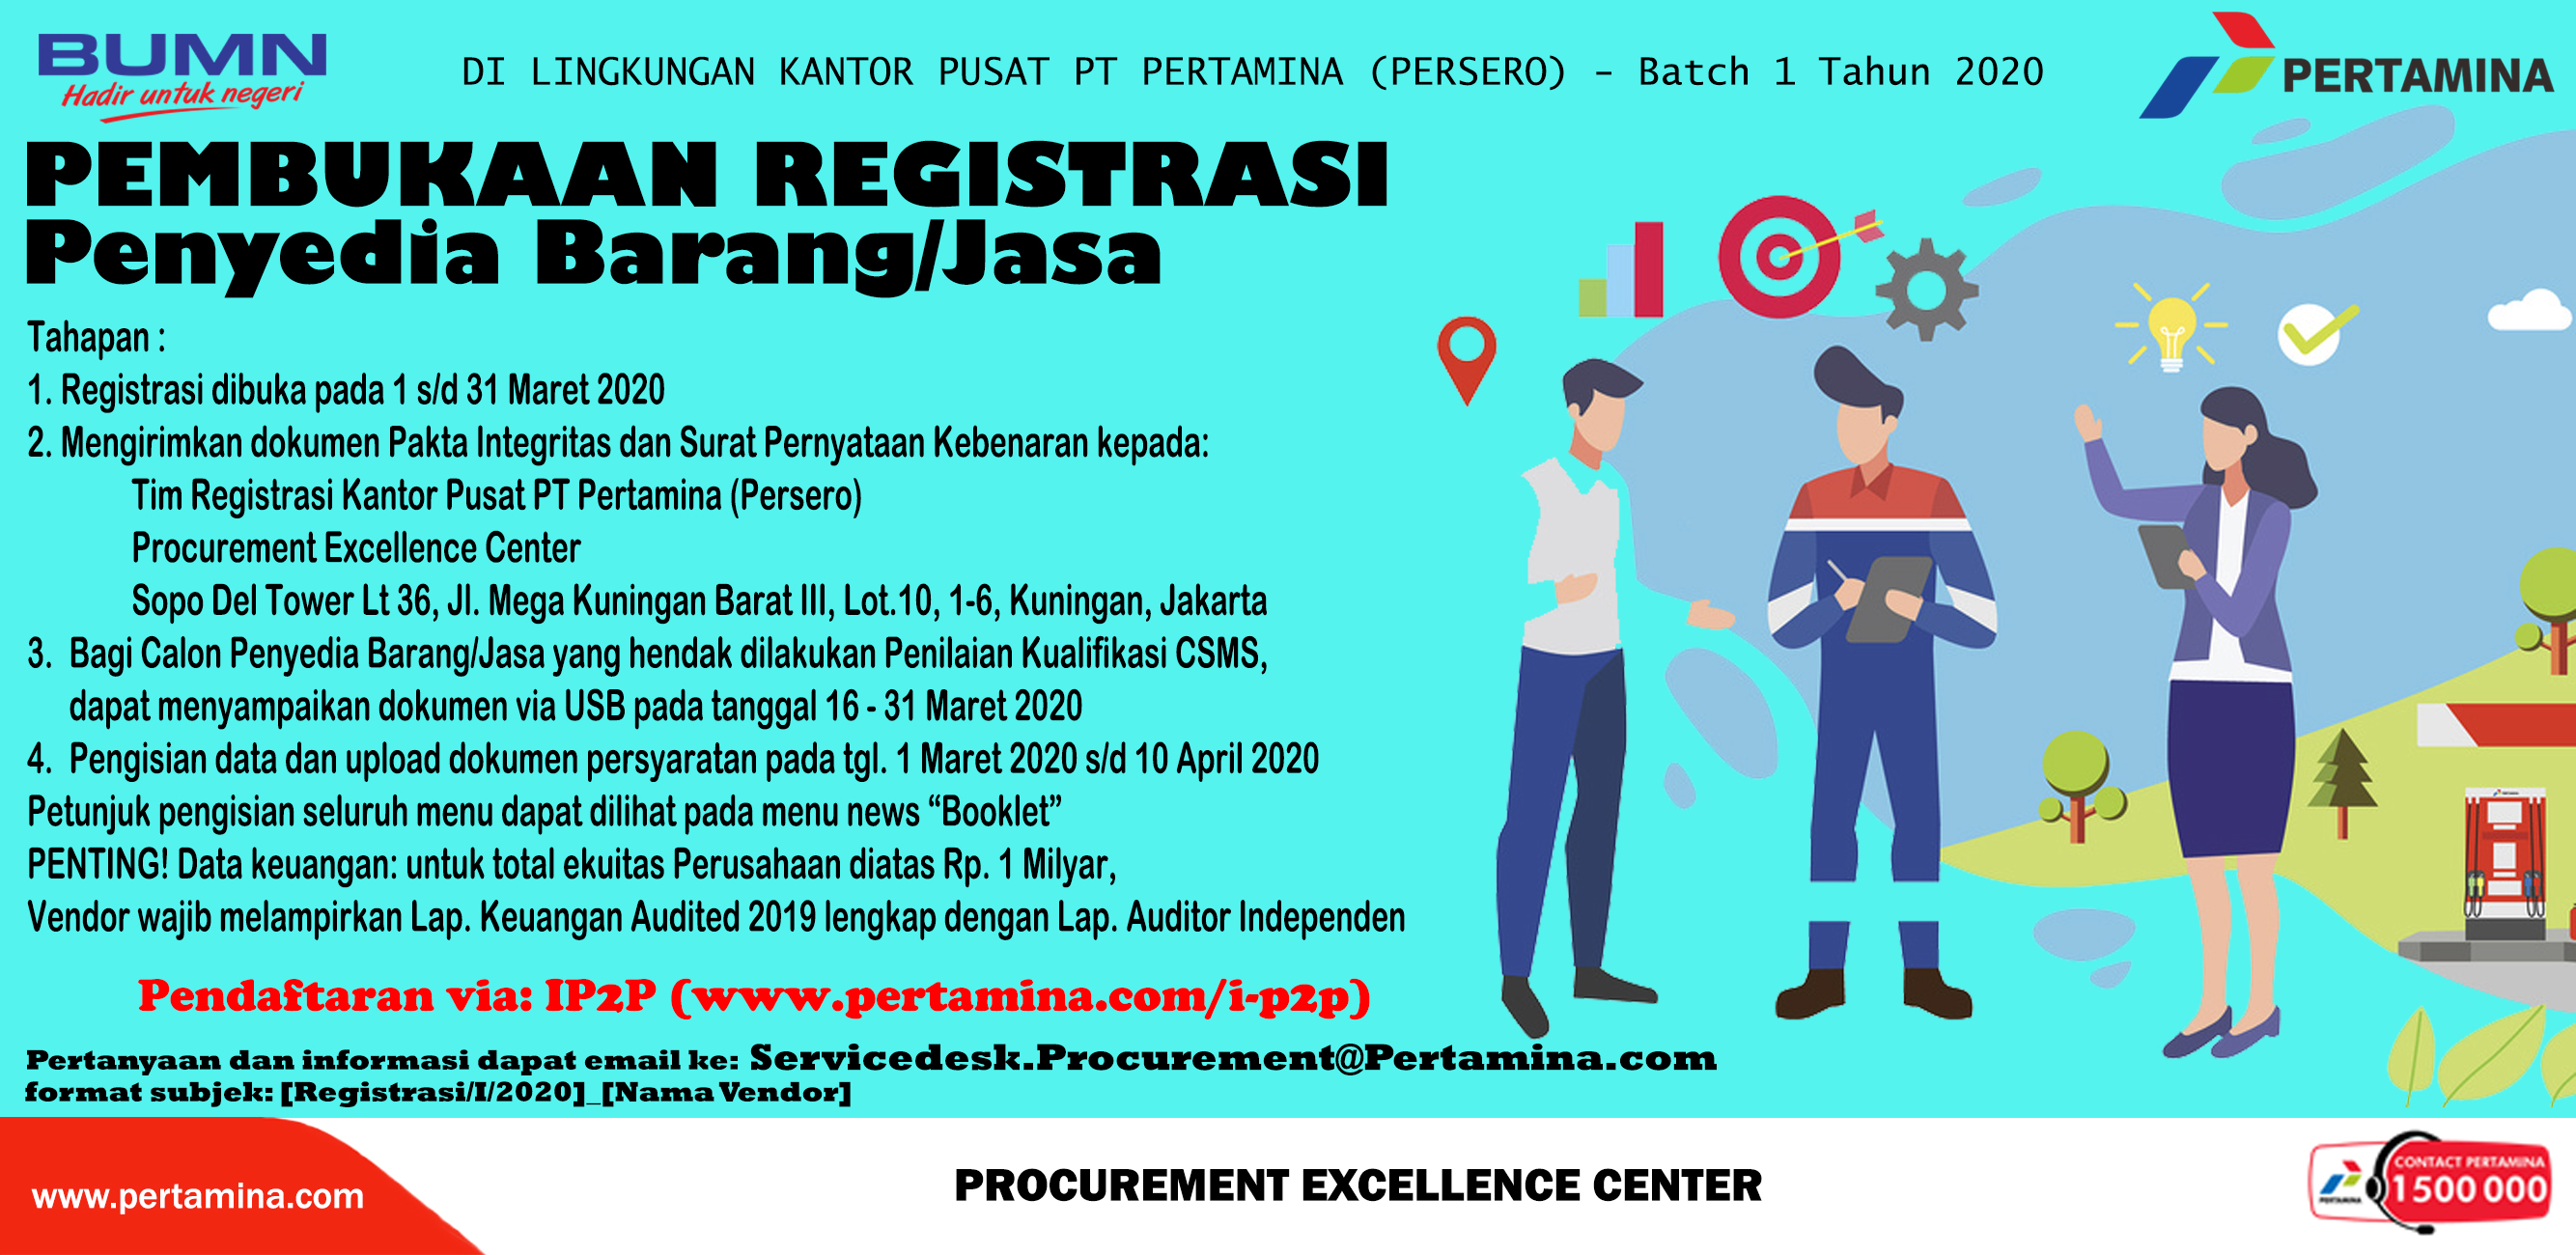 BUMN
Hadir untuk negeri
DI LINGKUNGAN KANTOR PUSAT PT PERTAMINA (PERSERO) - Batch 1 Tahun 2020
PERTAMINA
PEMBUKAAN REGISTRASI
Penyedia Barang/Jasa
Tahapan :
1. Registrasi dibuka pada 1 s/d 31 Maret 2020
2. Mengirimkan dokumen Pakta Integritas dan Surat Pernyataan Kebenaran kepada:
Tim Registrasi Kantor Pusat PT Pertamina (Persero)
Procurement Excellence Center
Sopo Del Tower Lt 36, Jl. Mega Kuningan Barat III, Lot.10, 1-6, Kuningan, Jakarta
3. Bagi Calon Penyedia Barang/Jasa yang hendak dilakukan Penilaian Kualifikasi CSMS,
dapat menyampaikan dokumen via USB pada tanggal 16 - 31 Maret 2020
4. Pengisian data dan upload dokumen persyaratan pada tgl. 1 Maret 2020 s/d 10 April 2020
Petunjuk pengisian seluruh menu dapat dilihat pada menu news “Booklet”
PENTING! Data keuangan: untuk total ekuitas Perusahaan diatas Rp. 1 Milyar,
Vendor wajib melampirkan Lap. Keuangan Audited 2019 lengkap dengan Lap. Auditor Independen
Pendaftaran via: IP2P (www.pertamina.com/i-p2p)
Pertanyaan dan informasi dapat email ke: Servicedesk.Procurement@Pertamina.com
format subjek: [Registrasi/I/2020]_[Nama Vendor]
www.pertamina.com
PROCUREMENT EXCELLENCE CENTER
PERTAMINA
CONTACT PERTAMINA
1 500 000